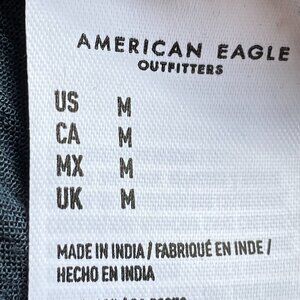 AMERICAN EAGLE
OUTFITTERS
US M
CA M
MX M
UK M
MADE IN INDIA / FABRIQUÉ EN INDE /
HECHO EN INDIA